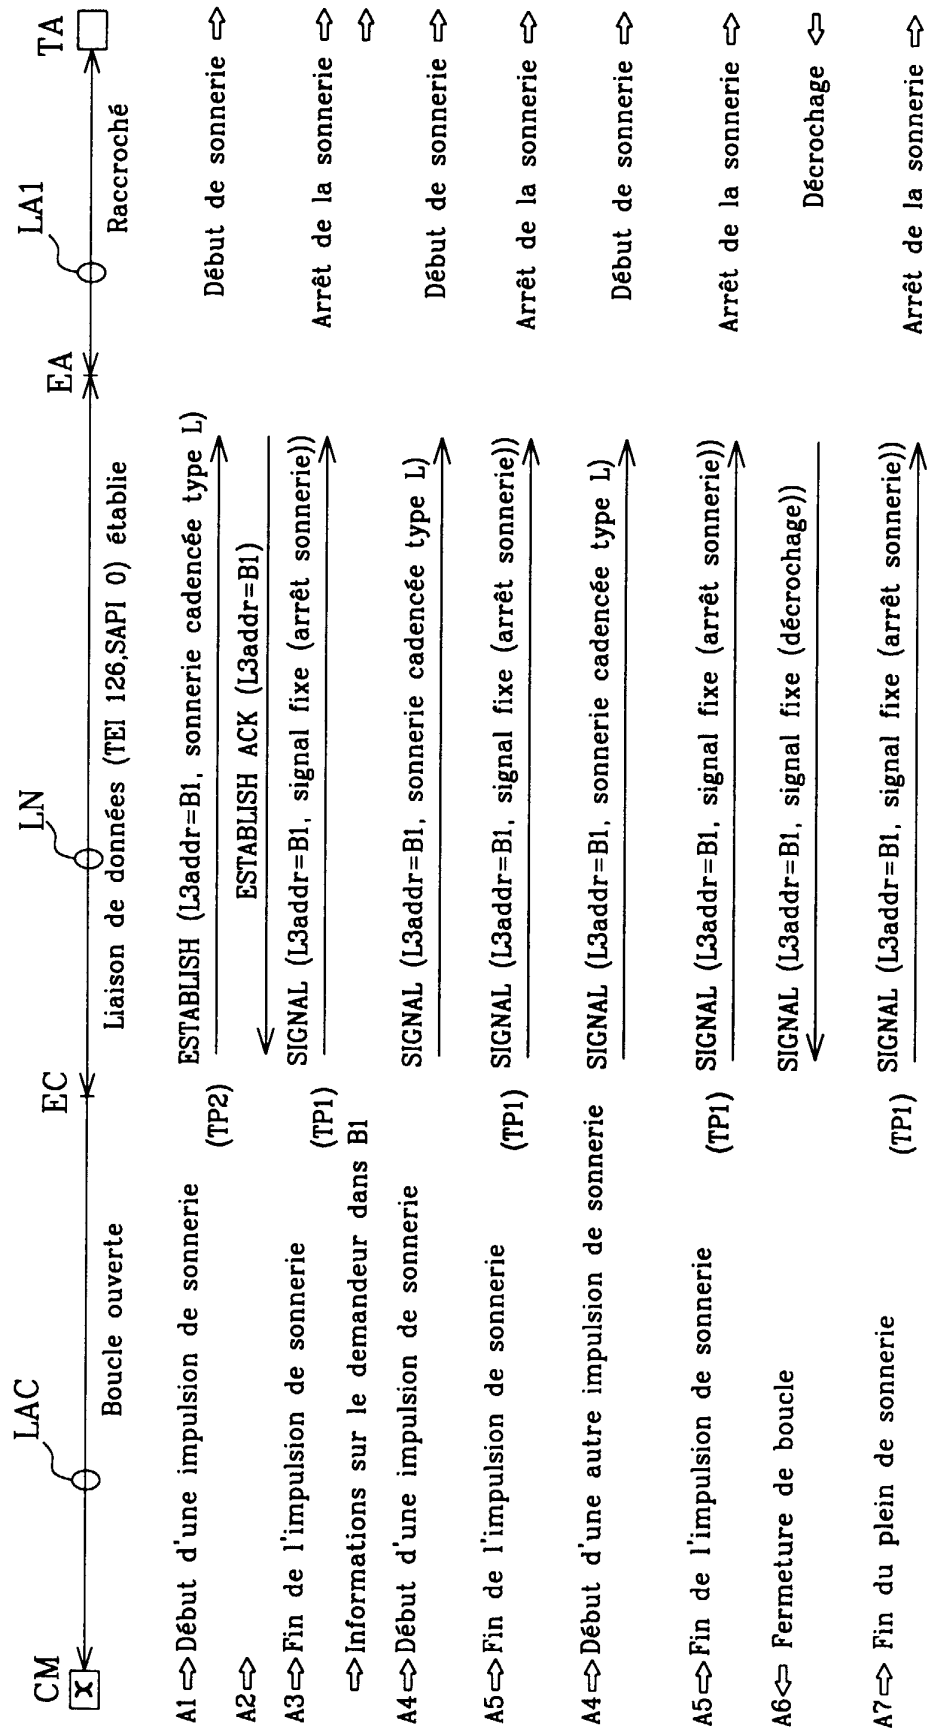 CM LAC EC LN EA LA1 TA
X
Boucle ouverte Liaison de données (TEI 126,SAPI 0) établie Raccroché
A1 ⇨ Début d'une impulsion de sonnerie (TP2) ESTABLISH (L3addr=B1, sonnerie cadencée type L) Début de sonnerie ⇨
A2 ⇨ ESTABLISH ACK (L3addr=B1)
A3 ⇨ Fin de l'impulsion de sonnerie (TP1) SIGNAL (L3addr=B1, signal fixe (arrêt sonnerie)) Arrêt de la sonnerie ⇨
⇨ Informations sur le demandeur dans B1 ⇨
A4 ⇨ Début d'une impulsion de sonnerie SIGNAL (L3addr=B1, sonnerie cadencée type L) Début de sonnerie ⇨
A5 ⇨ Fin de l'impulsion de sonnerie (TP1) SIGNAL (L3addr=B1, signal fixe (arrêt sonnerie)) Arrêt de la sonnerie ⇨
A4 ⇨ Début d'une autre impulsion de sonnerie SIGNAL (L3addr=B1, sonnerie cadencée type L) Début de sonnerie ⇨
A5 ⇨ Fin de l'impulsion de sonnerie (TP1) SIGNAL (L3addr=B1, signal fixe (arrêt sonnerie)) Arrêt de la sonnerie ⇨
A6 ⇦ Fermeture de boucle SIGNAL (L3addr=B1, signal fixe (décrochage)) Décrochage ⇦
A7 ⇨ Fin du plein de sonnerie (TP1) SIGNAL (L3addr=B1, signal fixe (arrêt sonnerie)) Arrêt de la sonnerie ⇨